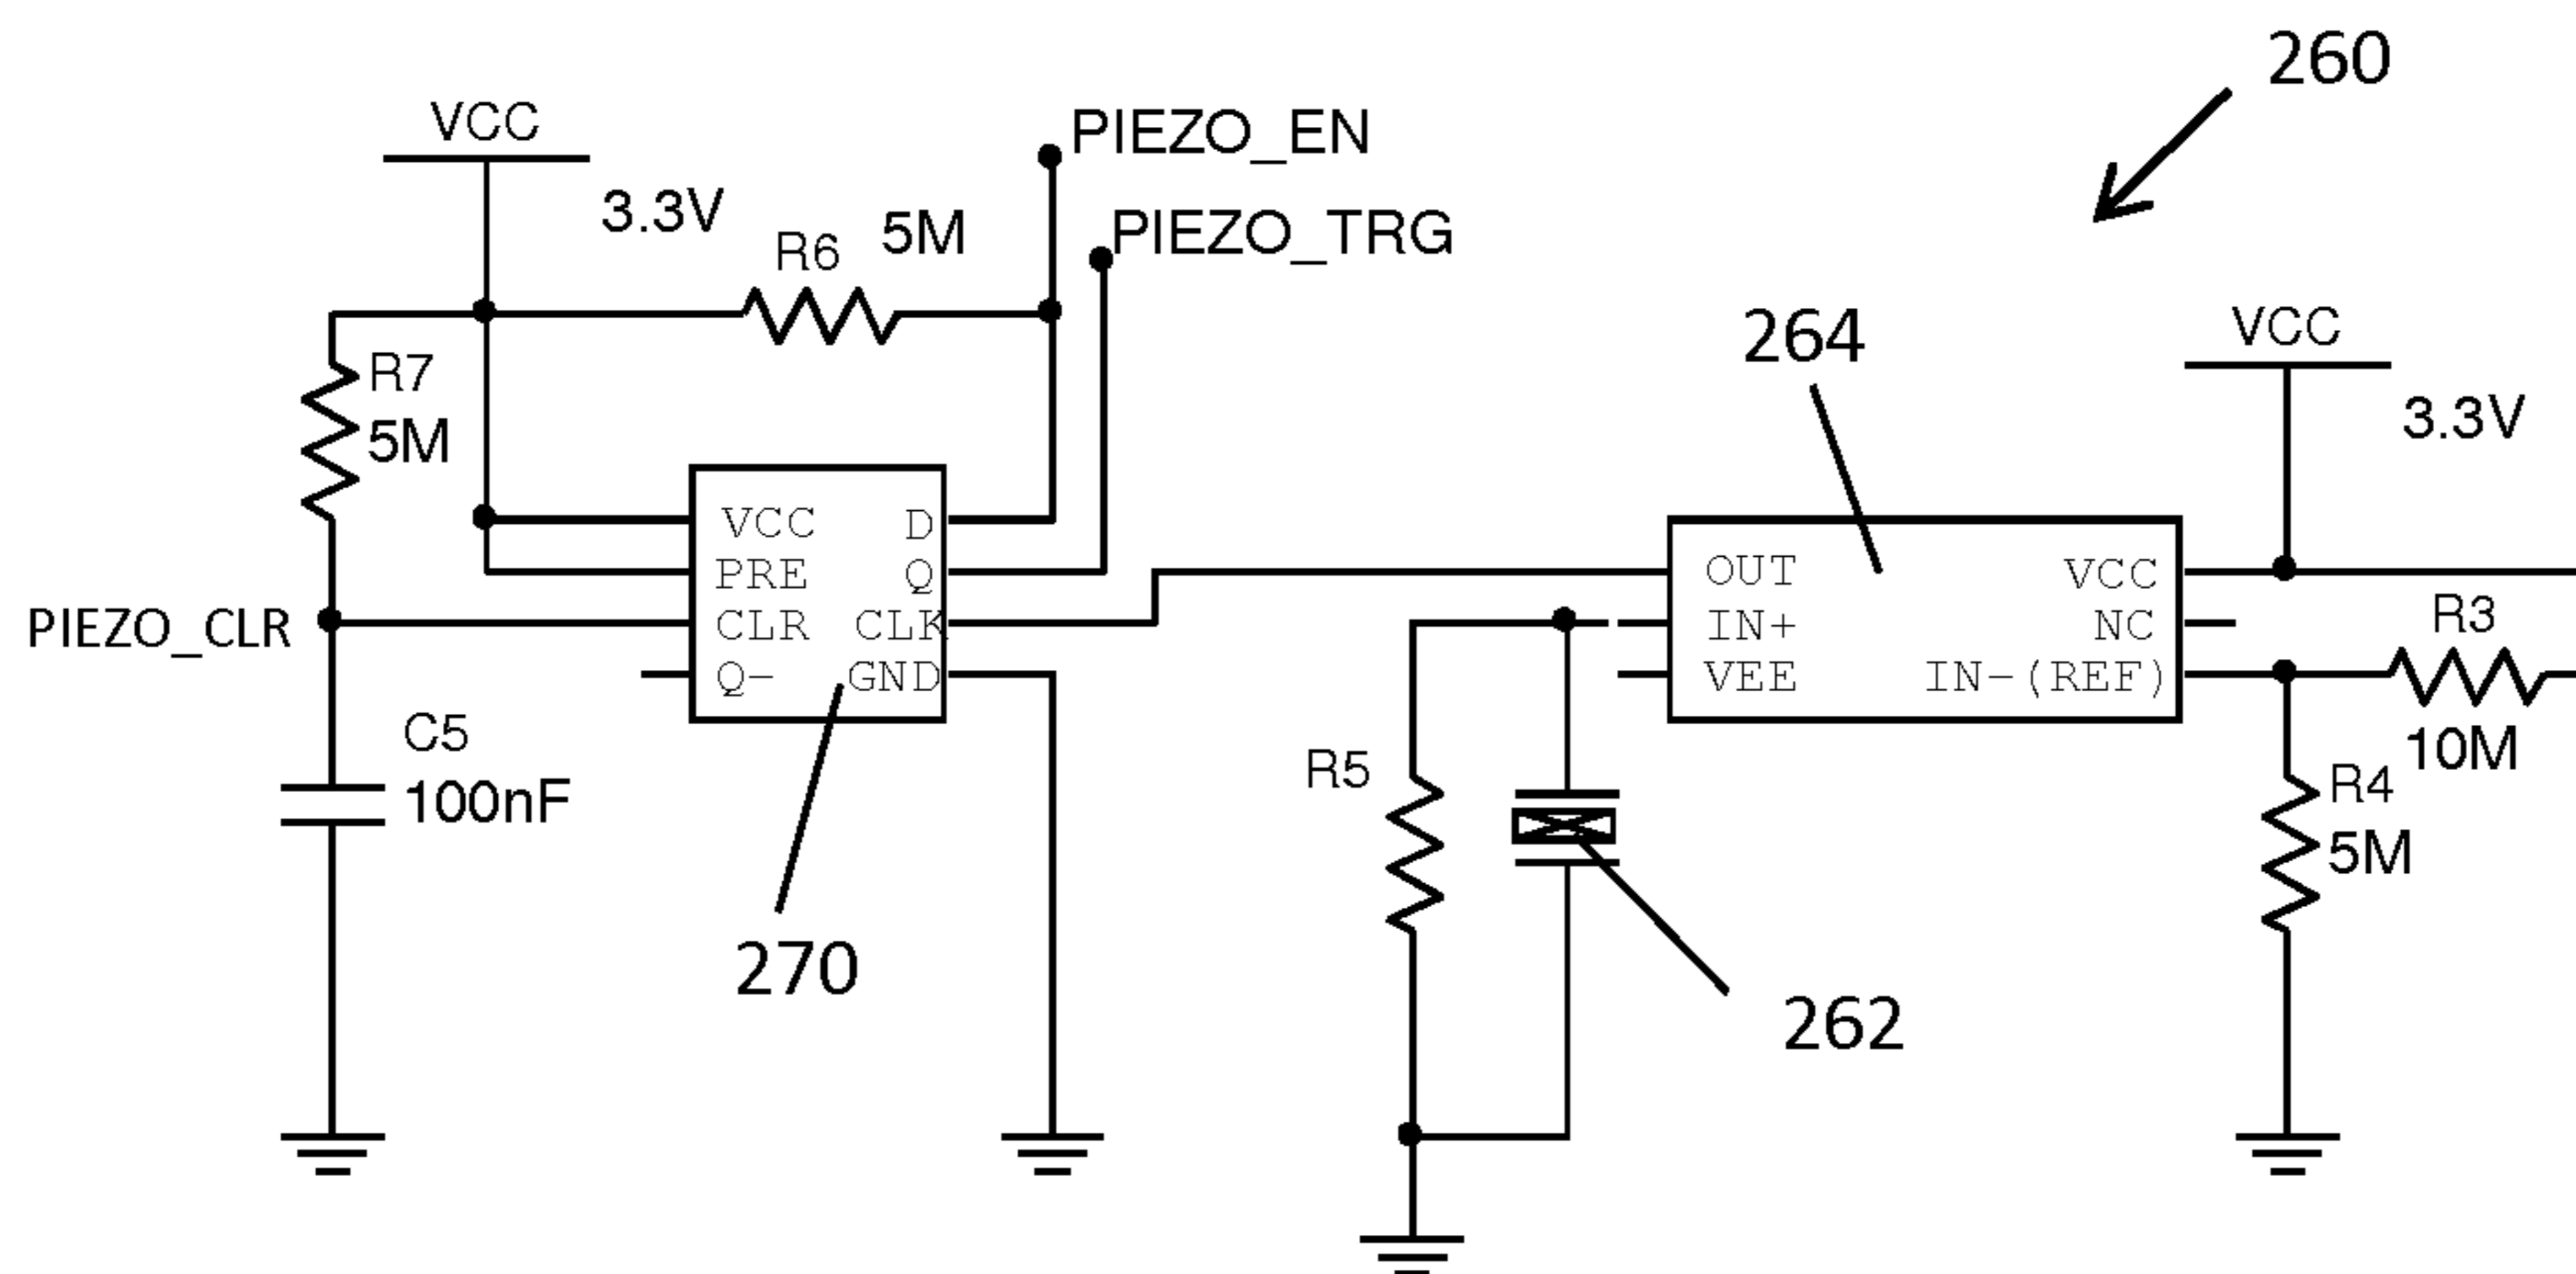 260
VCC
3.3V
R6
5M
PIEZO_EN
PIEZO_TRG
R7
5M
264
VCC
3.3V
VCC
D
PRE
Q
PIEZO_CLR
CLR
CLK
Q-
GND
OUT
VCC
IN+
NC
VEE
IN-(REF)
R3
10M
C5
100nF
R5
R4
5M
270
262